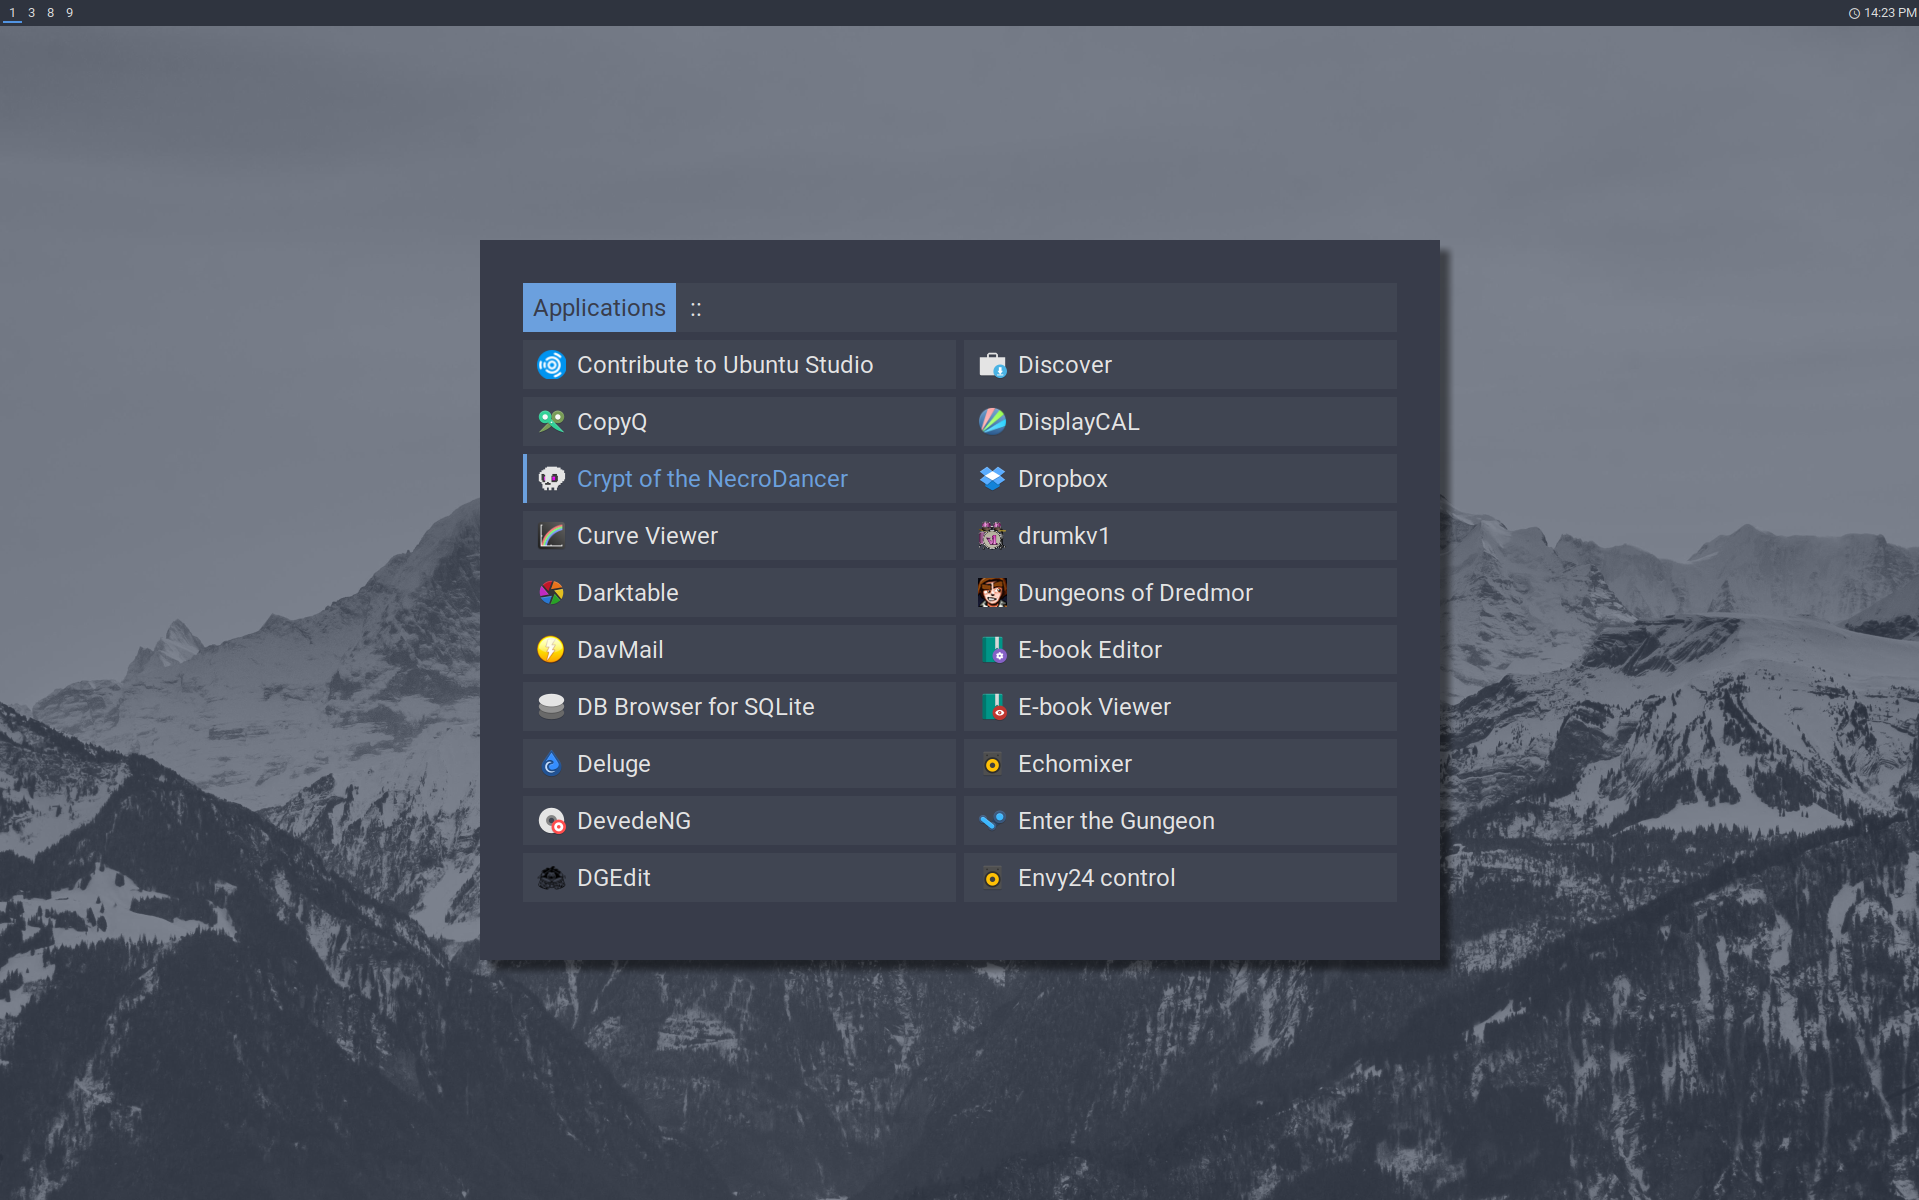 1 3 8 9
14:23 PM
Applications ::
Contribute to Ubuntu Studio
CopyQ
Crypt of the NecroDancer
Curve Viewer
Darktable
DavMail
DB Browser for SQLite
Deluge
DevedeNG
DGEdit
Discover
DisplayCAL
Dropbox
drumkv1
Dungeons of Dredmor
E-book Editor
E-book Viewer
Echomixer
Enter the Gungeon
Envy24 control